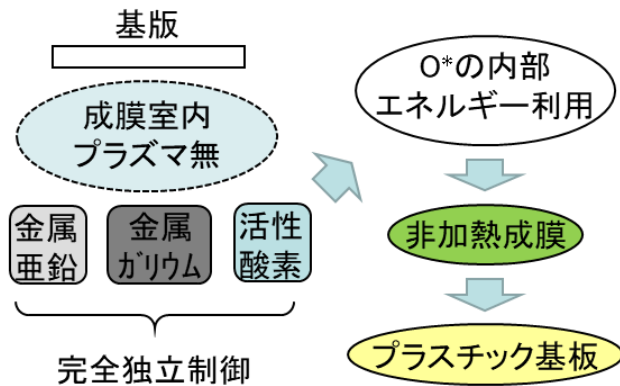 基版
成膜室内
プラズマ無
金属
亜鉛
金属
ガリウム
活性
酸素
完全独立制御
O*の内部
エネルギー利用
非加熱成膜
プラスチック基板